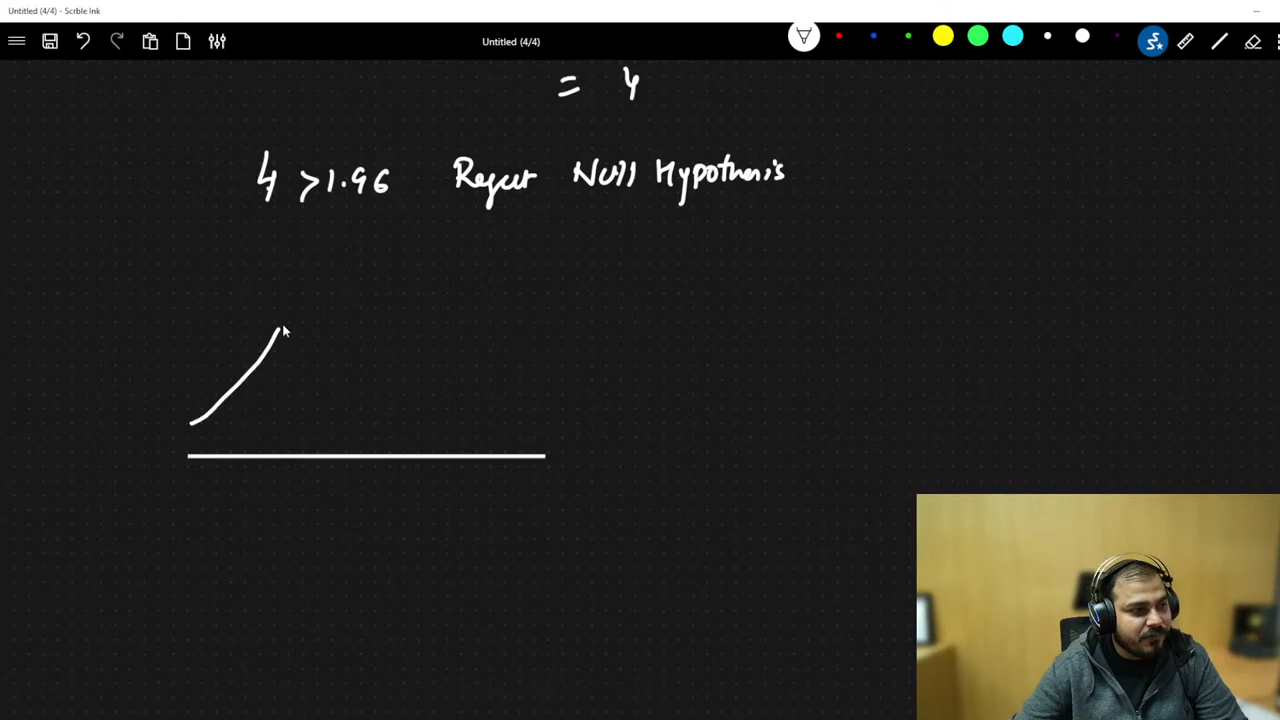 Untitled (4/4) - Scrble Ink
Untitled (4/4)
= 4
4 > 1.96 Reject Null Hypothesis